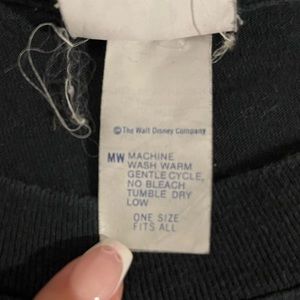 © The Walt Disney Company
MW MACHINE
WASH WARM
GENTLE CYCLE,
NO BLEACH
TUMBLE DRY
LOW
ONE SIZE
FITS ALL